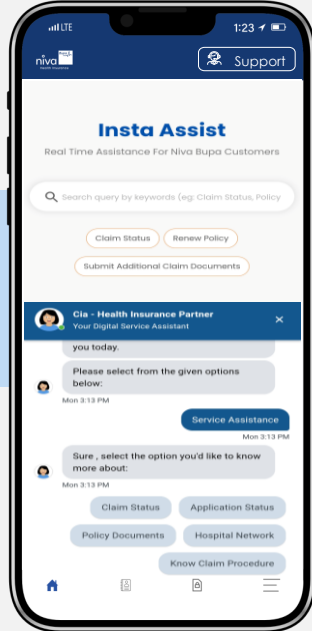 LTE
1:23
niva
Health Insurance
Support
Insta Assist
Real Time Assistance For Niva Bupa Customers
Search query by keywords (eg: Claim Status, Policy
Claim Status
Renew Policy
Submit Additional Claim Documents
Cia - Health Insurance Partner
Your Digital Service Assistant
you today.
Please select from the given options
below:
Mon 3:13 PM
Service Assistance
Mon 3:13 PM
Sure , select the option you'd like to know
more about:
Mon 3:13 PM
Claim Status
Application Status
Policy Documents
Hospital Network
Know Claim Procedure